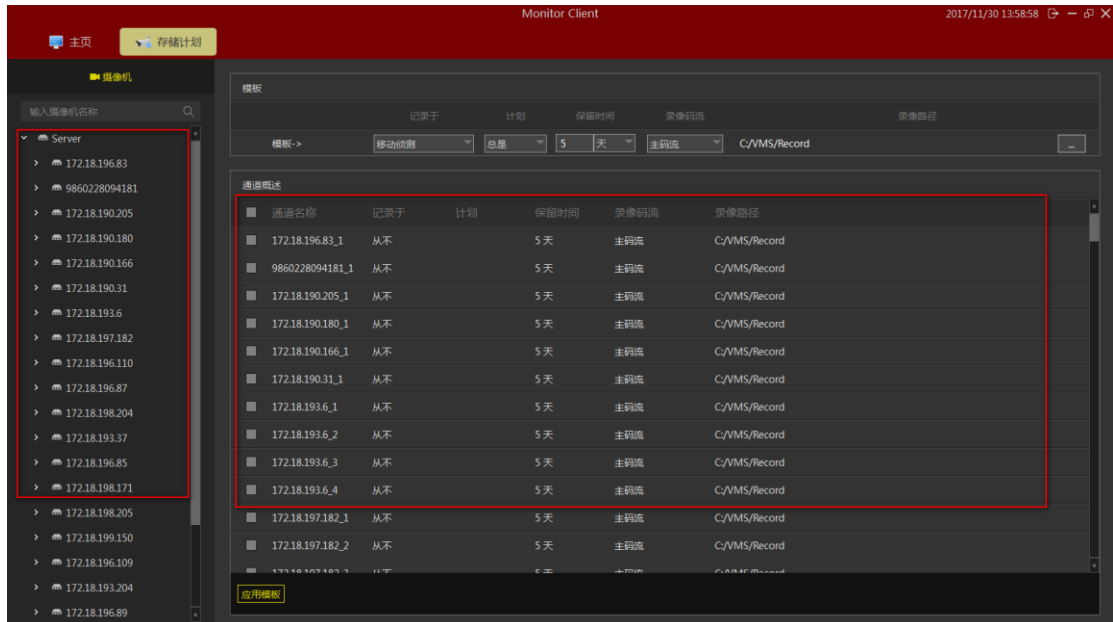 Monitor Client
2017/11/30 13:58:58
主页
存储计划
摄像机
输入摄像机名称
Server
172.18.196.83
9860228094181
172.18.190.205
172.18.190.180
172.18.190.166
172.18.190.31
172.18.193.6
172.18.197.182
172.18.196.110
172.18.196.87
172.18.198.204
172.18.193.37
172.18.196.85
172.18.198.171
172.18.198.205
172.18.199.150
172.18.196.109
172.18.193.204
172.18.196.89
模板
记录于 计划 保留时间 录像码流 录像路径
模板-> 移动侦测 总是 5 天 主码流 C:/VMS/Record ...
通道概述
通道名称 记录于 计划 保留时间 录像码流 录像路径
172.18.196.83_1 从不 5 天 主码流 C:/VMS/Record
9860228094181_1 从不 5 天 主码流 C:/VMS/Record
172.18.190.205_1 从不 5 天 主码流 C:/VMS/Record
172.18.190.180_1 从不 5 天 主码流 C:/VMS/Record
172.18.190.166_1 从不 5 天 主码流 C:/VMS/Record
172.18.190.31_1 从不 5 天 主码流 C:/VMS/Record
172.18.193.6_1 从不 5 天 主码流 C:/VMS/Record
172.18.193.6_2 从不 5 天 主码流 C:/VMS/Record
172.18.193.6_3 从不 5 天 主码流 C:/VMS/Record
172.18.193.6_4 从不 5 天 主码流 C:/VMS/Record
172.18.197.182_1 从不 5 天 主码流 C:/VMS/Record
172.18.197.182_2 从不 5 天 主码流 C:/VMS/Record
应用模板